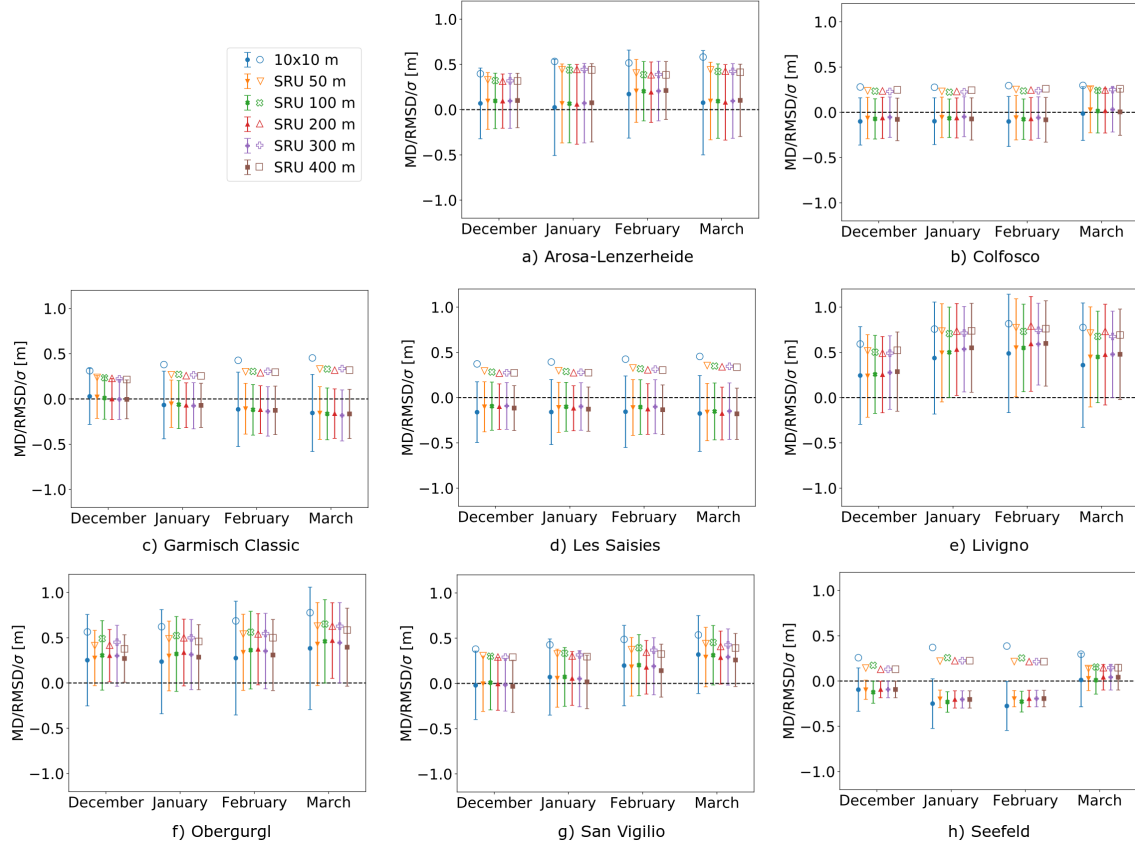 10x10 m
SRU 50 m
SRU 100 m
SRU 200 m
SRU 300 m
SRU 400 m
MD/RMSD/σ [m]
1.0
0.5
0.0
−0.5
−1.0
December January February March
a) Arosa-Lenzerheide
MD/RMSD/σ [m]
1.0
0.5
0.0
−0.5
−1.0
December January February March
b) Colfosco
MD/RMSD/σ [m]
1.0
0.5
0.0
−0.5
−1.0
December January February March
c) Garmisch Classic
MD/RMSD/σ [m]
1.0
0.5
0.0
−0.5
−1.0
December January February March
d) Les Saisies
MD/RMSD/σ [m]
1.0
0.5
0.0
−0.5
−1.0
December January February March
e) Livigno
MD/RMSD/σ [m]
1.0
0.5
0.0
−0.5
−1.0
December January February March
f) Obergurgl
MD/RMSD/σ [m]
1.0
0.5
0.0
−0.5
−1.0
December January February March
g) San Vigilio
MD/RMSD/σ [m]
1.0
0.5
0.0
−0.5
−1.0
December January February March
h) Seefeld